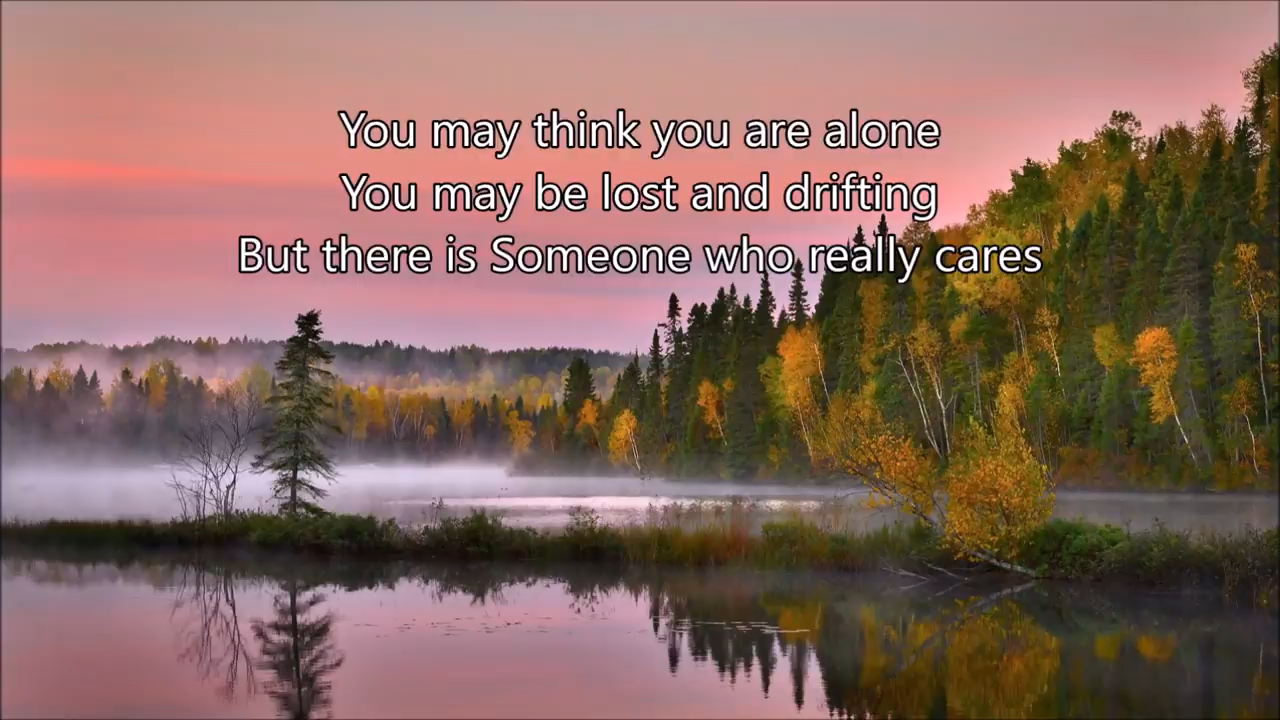 You may think you are alone
You may be lost and drifting
But there is Someone who really cares